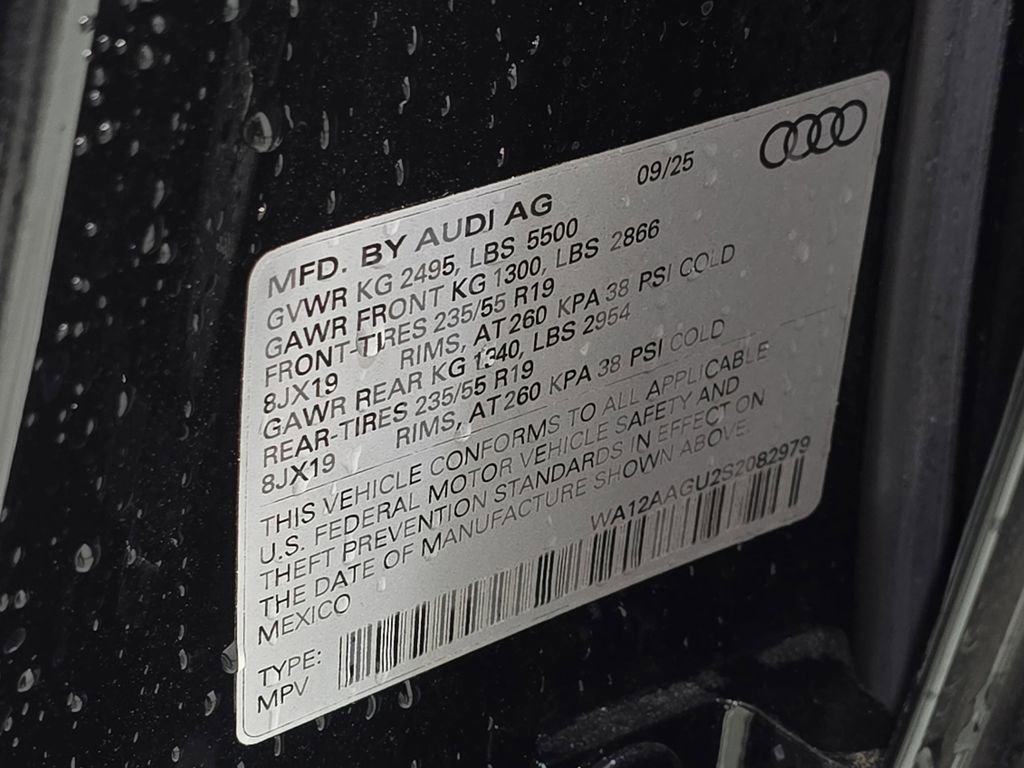 09/25
MFD. BY AUDI AG
GVWR KG 2495, LBS 5500
GAWR FRONT KG 1300, LBS 2866
FRONT-TIRES 235/55 R19
8JX19 RIMS, AT 260 KPA 38 PSI COLD
GAWR REAR KG 1340, LBS 2954
REAR-TIRES 235/55 R19
8JX19 RIMS, AT 260 KPA 38 PSI COLD
THIS VEHICLE CONFORMS TO ALL APPLICABLE
U.S. FEDERAL MOTOR VEHICLE SAFETY AND
THEFT PREVENTION STANDARDS IN EFFECT ON
THE DATE OF MANUFACTURE SHOWN ABOVE.
MEXICO
WA12AAGU2S2082979
TYPE:
MPV